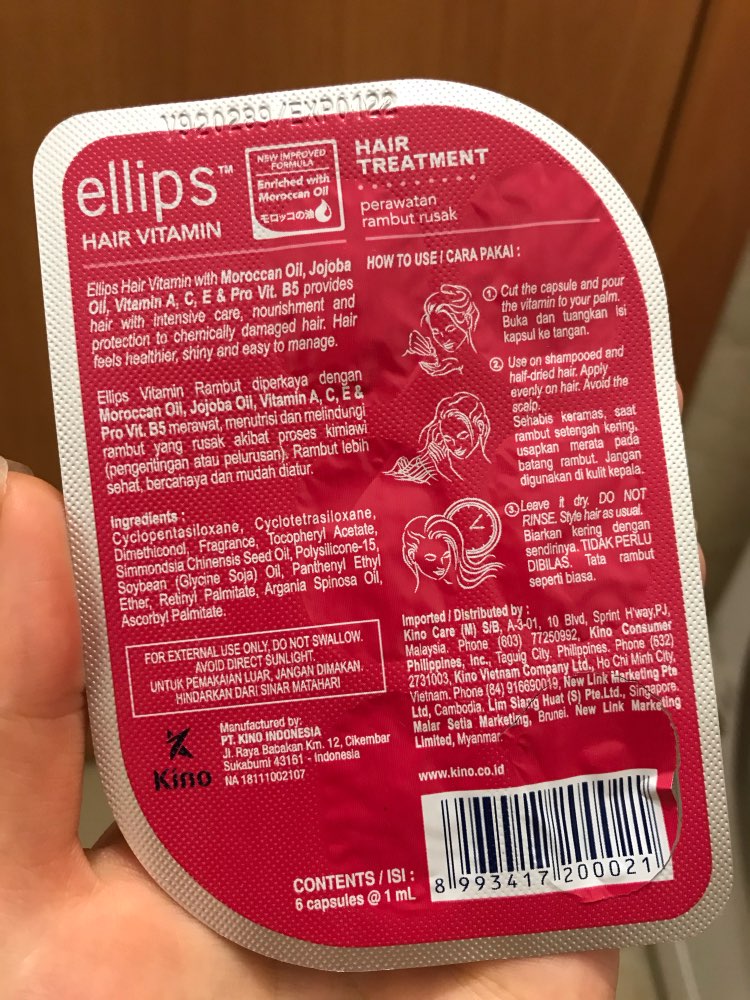 V920289/EXP0122
ellips™
HAIR VITAMIN
NEW IMPROVED
FORMULA
Enriched with
Moroccan Oil
モロッコの油
HAIR
TREATMENT
perawatan
rambut rusak
Ellips Hair Vitamin with Moroccan Oil, Jojoba
Oil, Vitamin A, C, E & Pro Vit. B5 provides
hair with intensive care, nourishment and
protection to chemically damaged hair. Hair
feels healthier, shiny and easy to manage.
Ellips Vitamin Rambut diperkaya dengan
Moroccan Oil, Jojoba Oil, Vitamin A, C, E &
Pro Vit. B5 merawat, menutrisi dan melindungi
rambut yang rusak akibat proses kimiawi
(pengeritingan atau pelurusan). Rambut lebih
sehat, bercahaya dan mudah diatur.
Ingredients :
Cyclopentasiloxane, Cyclotetrasiloxane,
Dimethiconol, Fragrance, Tocopheryl Acetate,
Simmondsia Chinensis Seed Oil, Polysilicone-15,
Soybean (Glycine Soja) Oil, Panthenyl Ethyl
Ether, Retinyl Palmitate, Argania Spinosa Oil,
Ascorbyl Palmitate.
FOR EXTERNAL USE ONLY, DO NOT SWALLOW.
AVOID DIRECT SUNLIGHT.
UNTUK PEMAKAIAN LUAR, JANGAN DIMAKAN.
HINDARKAN DARI SINAR MATAHARI
Kino
Manufactured by:
PT. KINO INDONESIA
Jl. Raya Babakan Km. 12, Cikembar
Sukabumi 43161 - Indonesia
NA 18111002107
HOW TO USE / CARA PAKAI :
① Cut the capsule and pour
the vitamin to your palm.
Buka dan tuangkan isi
kapsul ke tangan.
② Use on shampooed and
half-dried hair. Apply
evenly on hair. Avoid the
scalp.
Sehabis keramas, saat
rambut setengah kering,
usapkan merata pada
batang rambut. Jangan
digunakan di kulit kepala.
③ Leave it dry. DO NOT
RINSE. Style hair as usual.
Biarkan kering dengan
sendirinya. TIDAK PERLU
DIBILAS. Tata rambut
seperti biasa.
Imported / Distributed by :
Kino Care (M) S/B, A-3-01, 10 Blvd, Sprint H'way,PJ,
Malaysia. Phone (603) 77250992, Kino Consumer
Philippines, Inc., Taguig City. Philippines. Phone (632)
2731003, Kino Vietnam Company Ltd., Ho Chi Minh City,
Vietnam. Phone (84) 916690019, New Link Marketing Pte
Ltd, Cambodia. Lim Siang Huat (S) Pte.Ltd., Singapore.
Malar Setia Marketing, Brunei. New Link Marketing
Limited, Myanmar.
www.kino.co.id
8 993417 200021
CONTENTS / ISI :
6 capsules @ 1 mL